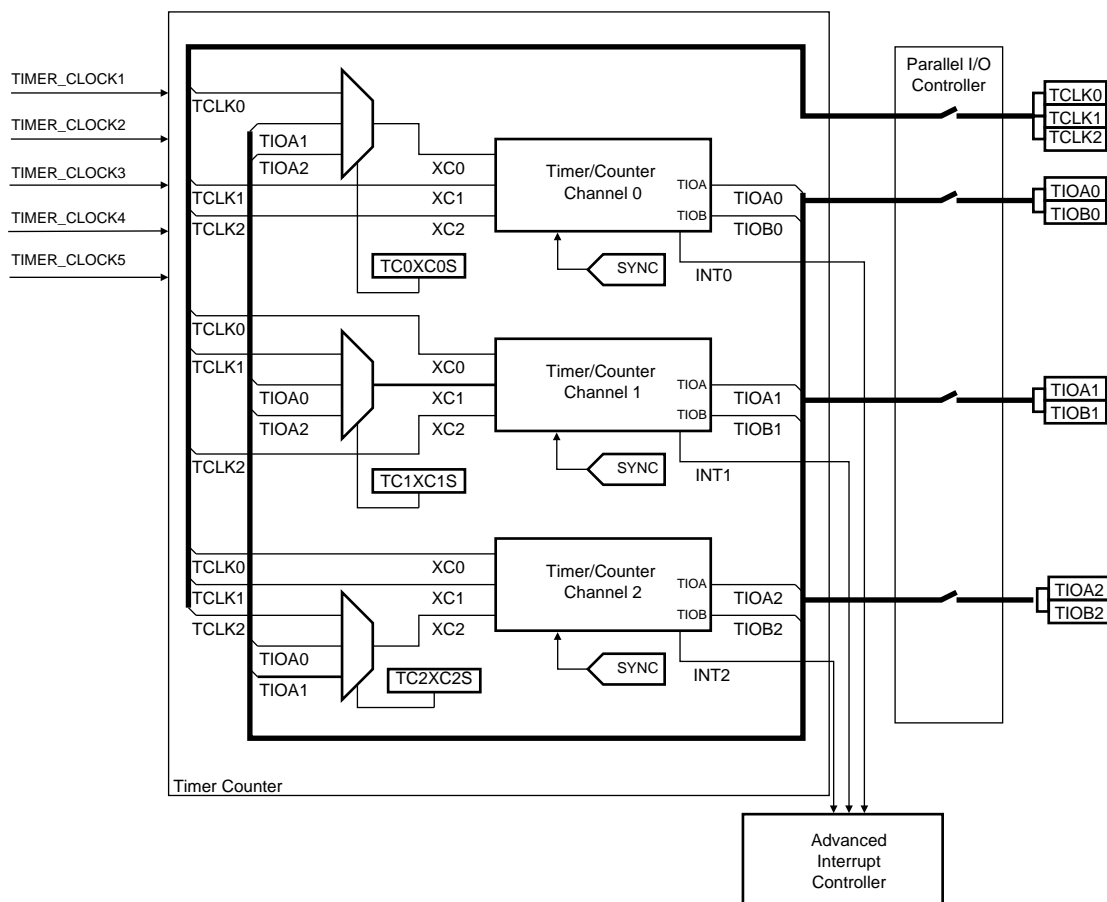 TIMER_CLOCK1
TIMER_CLOCK2
TIMER_CLOCK3
TIMER_CLOCK4
TIMER_CLOCK5
TCLK0
TIOA1
TIOA2
TCLK1
TCLK2
XC0
XC1
XC2
TC0XC0S
Timer/Counter
Channel 0
TIOA
TIOB
TIOA0
TIOB0
SYNC
INT0
TCLK0
TCLK1
TIOA0
TIOA2
TCLK2
XC0
XC1
XC2
TC1XC1S
Timer/Counter
Channel 1
TIOA
TIOB
TIOA1
TIOB1
SYNC
INT1
TCLK0
TCLK1
TCLK2
TIOA0
TIOA1
XC0
XC1
XC2
TC2XC2S
Timer/Counter
Channel 2
TIOA
TIOB
TIOA2
TIOB2
SYNC
INT2
Timer Counter
Parallel I/O
Controller
TCLK0
TCLK1
TCLK2
TIOA0
TIOB0
TIOA1
TIOB1
TIOA2
TIOB2
Advanced
Interrupt
Controller